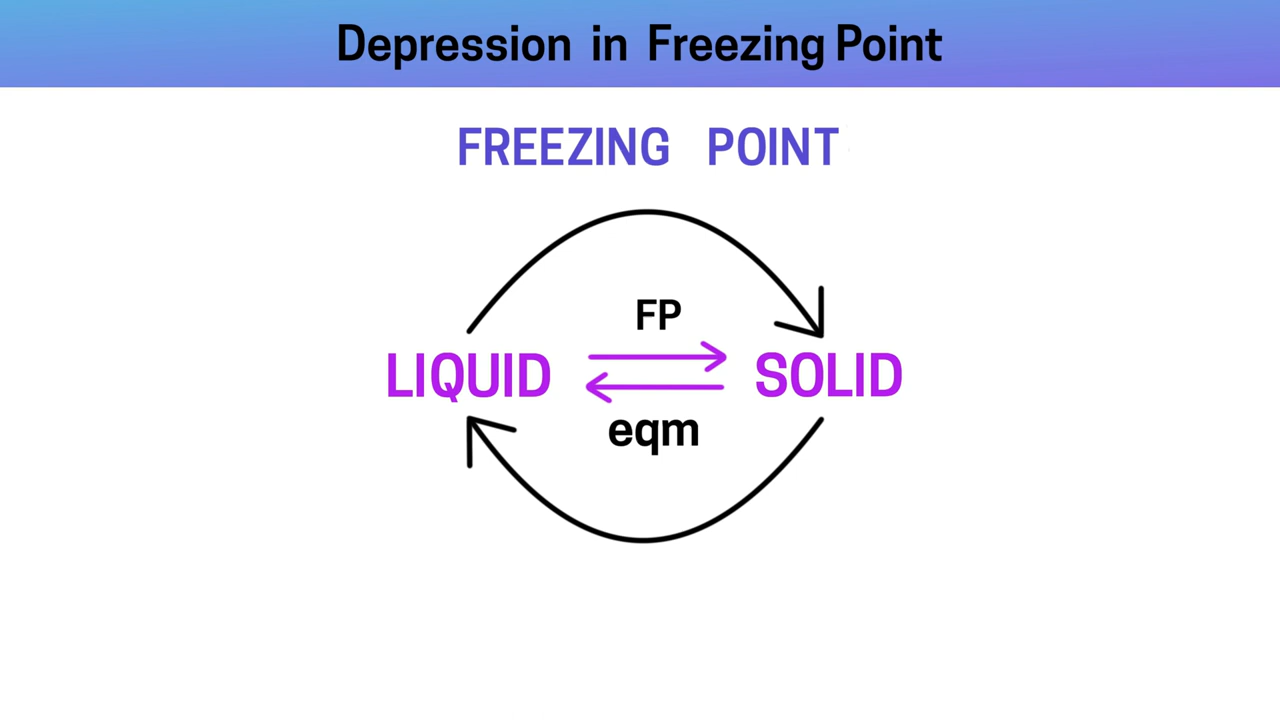 Depression in Freezing Point
FREEZING POINT
FP
LIQUID SOLID
eqm